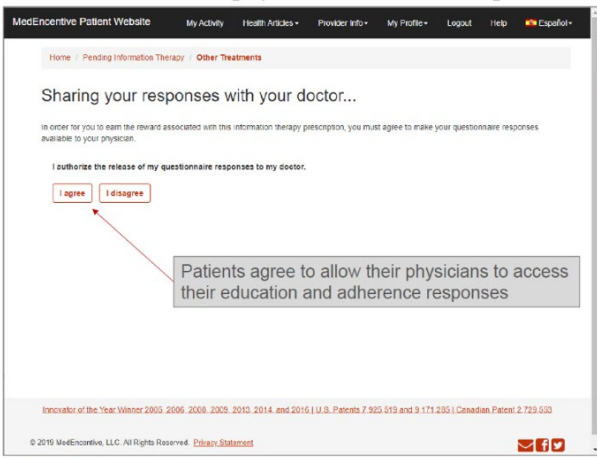 MedEncentive Patient Website My Activity Health Articles Provider Info My Profile Logout Help Español
Home / Pending Information Therapy / Other Treatments
Sharing your responses with your doctor...
In order for you to earn the reward associated with this information therapy prescription, you must agree to make your questionnaire responses
available to your physician.
I authorize the release of my questionnaire responses to my doctor.
I agree I disagree
Patients agree to allow their physicians to access
their education and adherence responses
Innovator of the Year Winner 2005, 2006, 2008, 2009, 2013, 2014, and 2016 | U.S. Patents 7,925,519 and 9,171,285 | Canadian Patent 2,729,553
© 2019 MedEncentive, LLC. All Rights Reserved. Privacy Statement